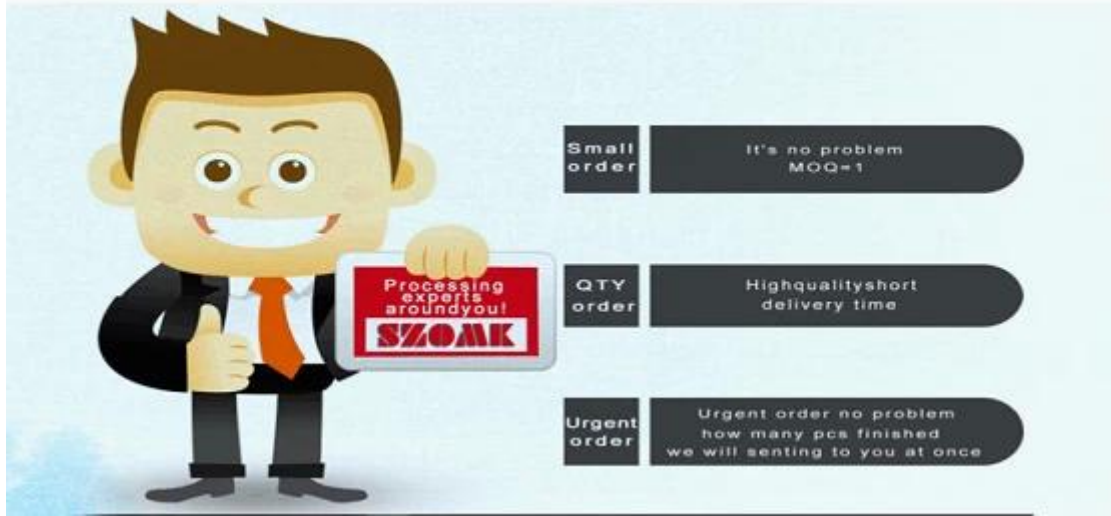 Processing
experts
aroundyou!
SZOMK
Small
order
It's no problem
MOQ=1
QTY
order
Highqualityshort
delivery time
Urgent
order
Urgent order no problem
how many pcs finished
we will senting to you at once